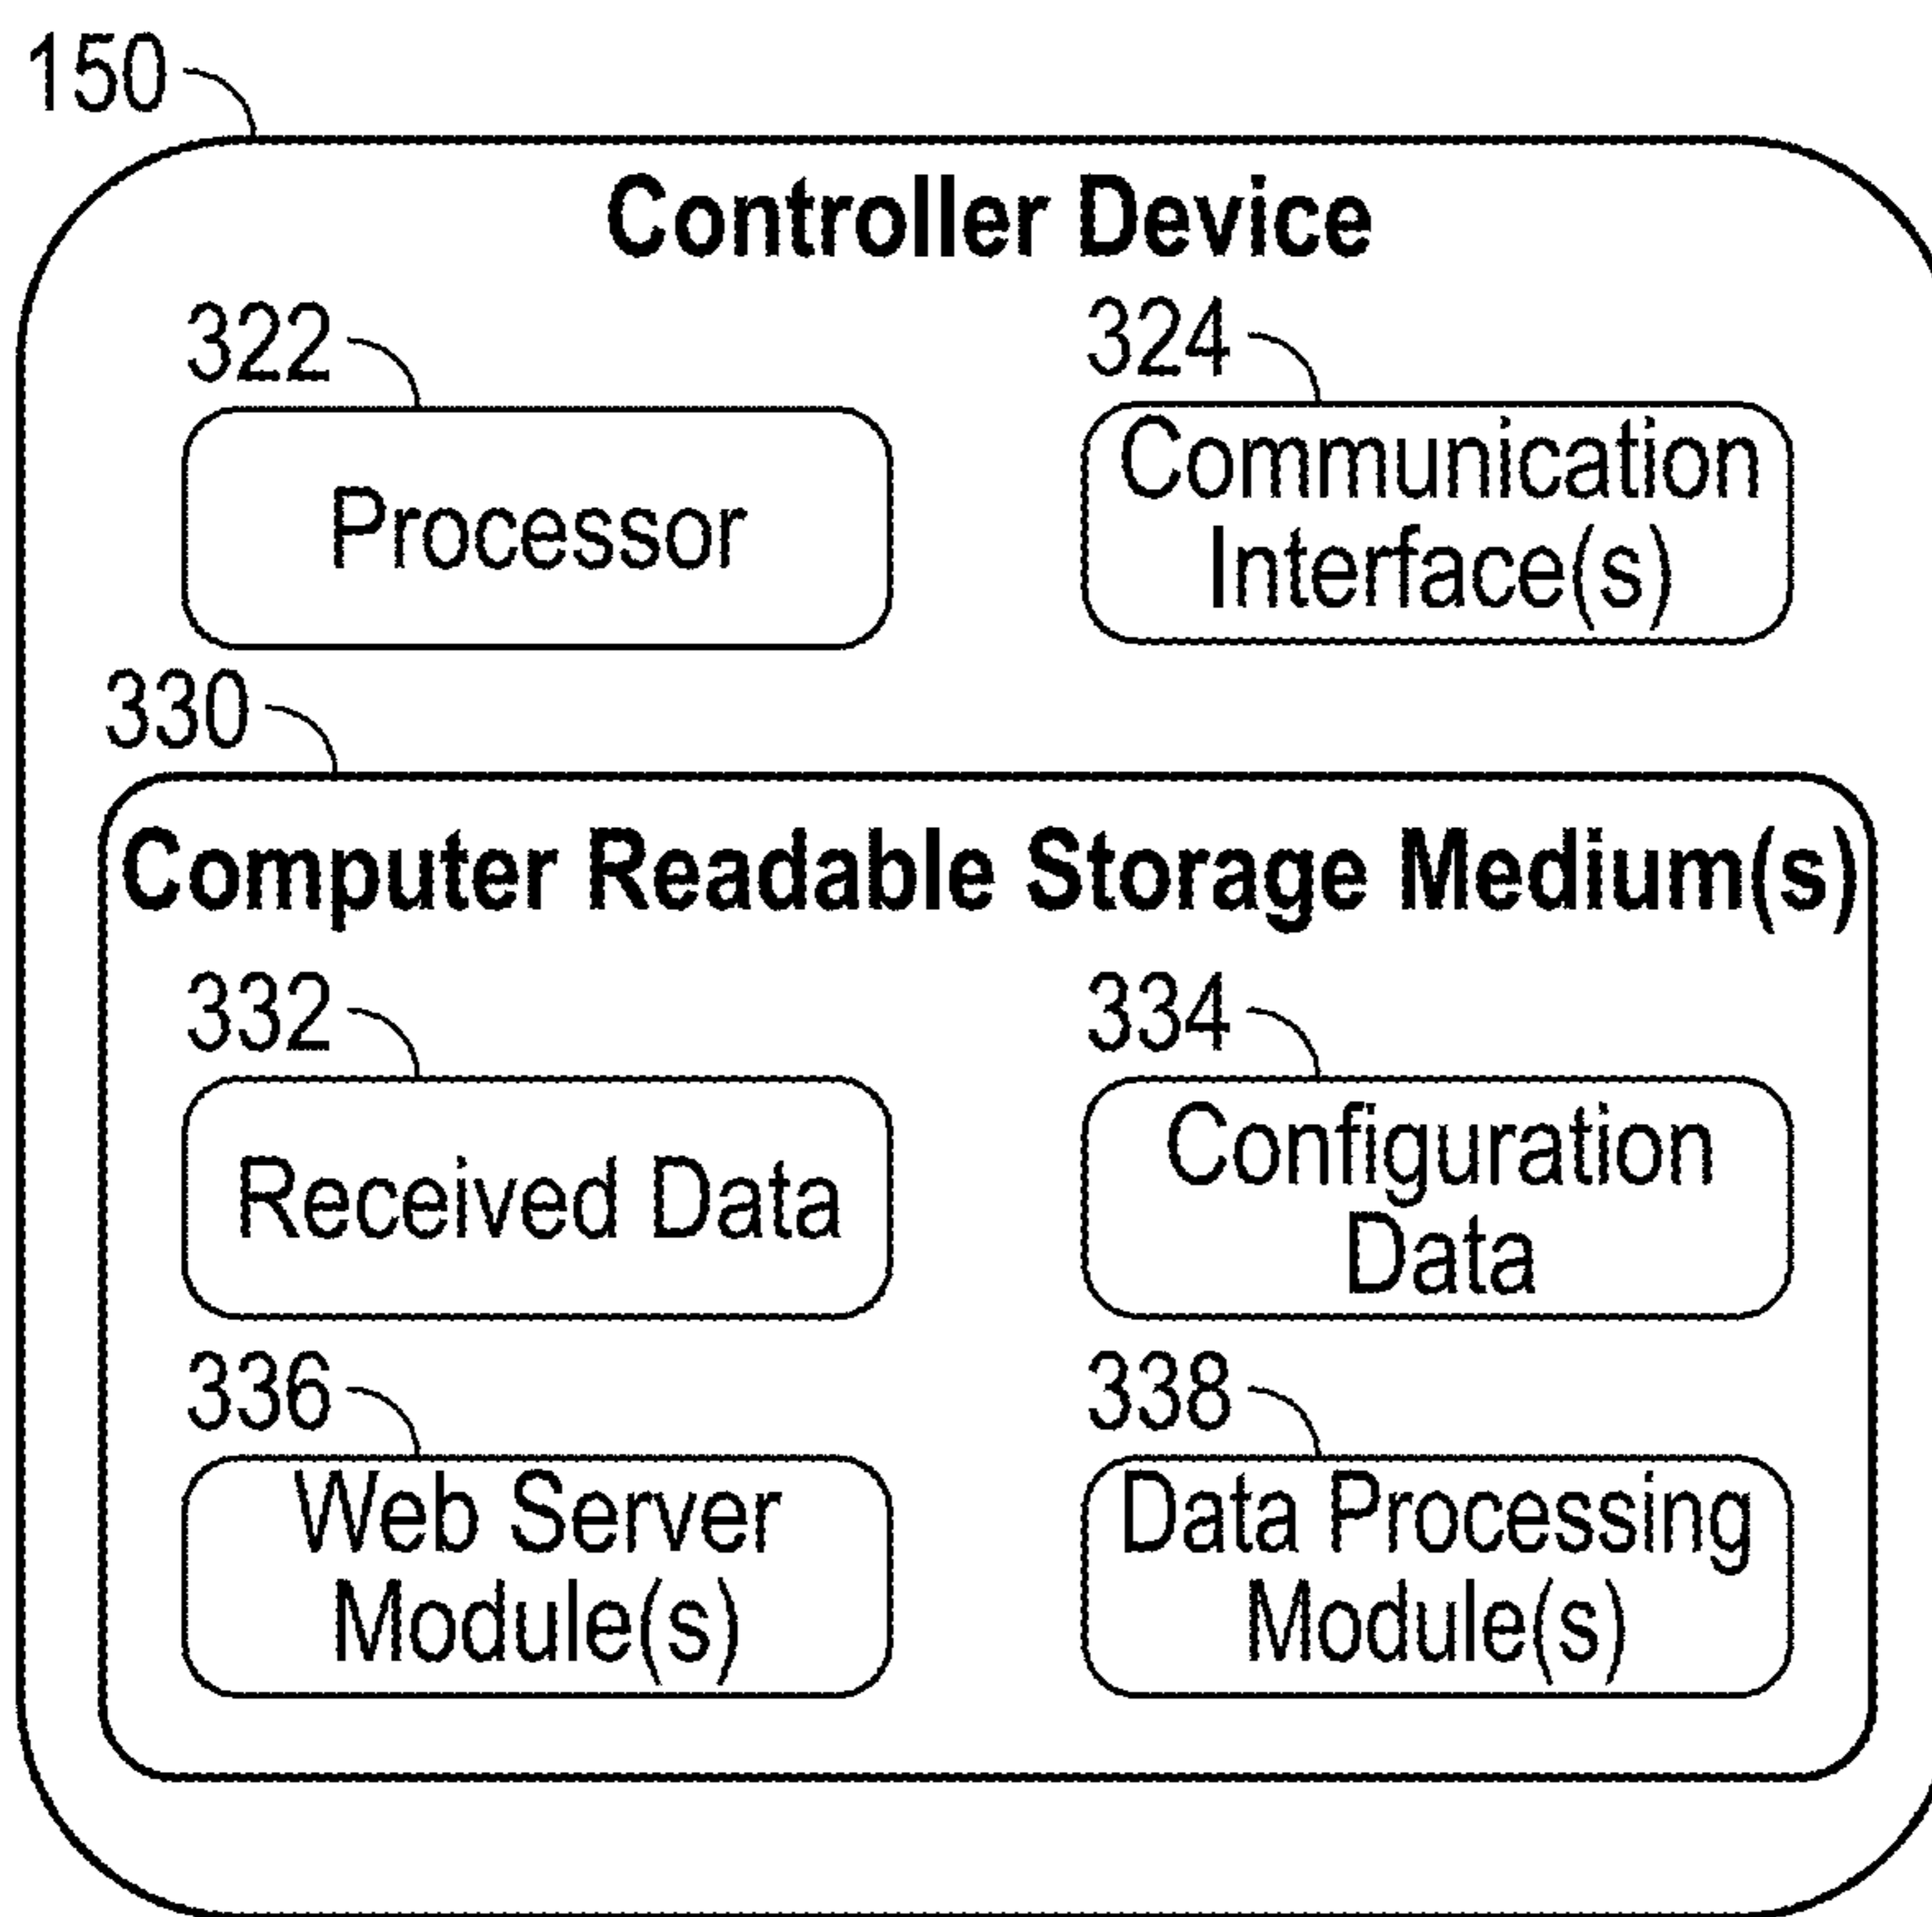 150
Controller Device
322
324
Processor
Communication
Interface(s)
330
Computer Readable Storage Medium(s)
332
334
Received Data
Configuration
Data
336
338
Web Server
Module(s)
Data Processing
Module(s)